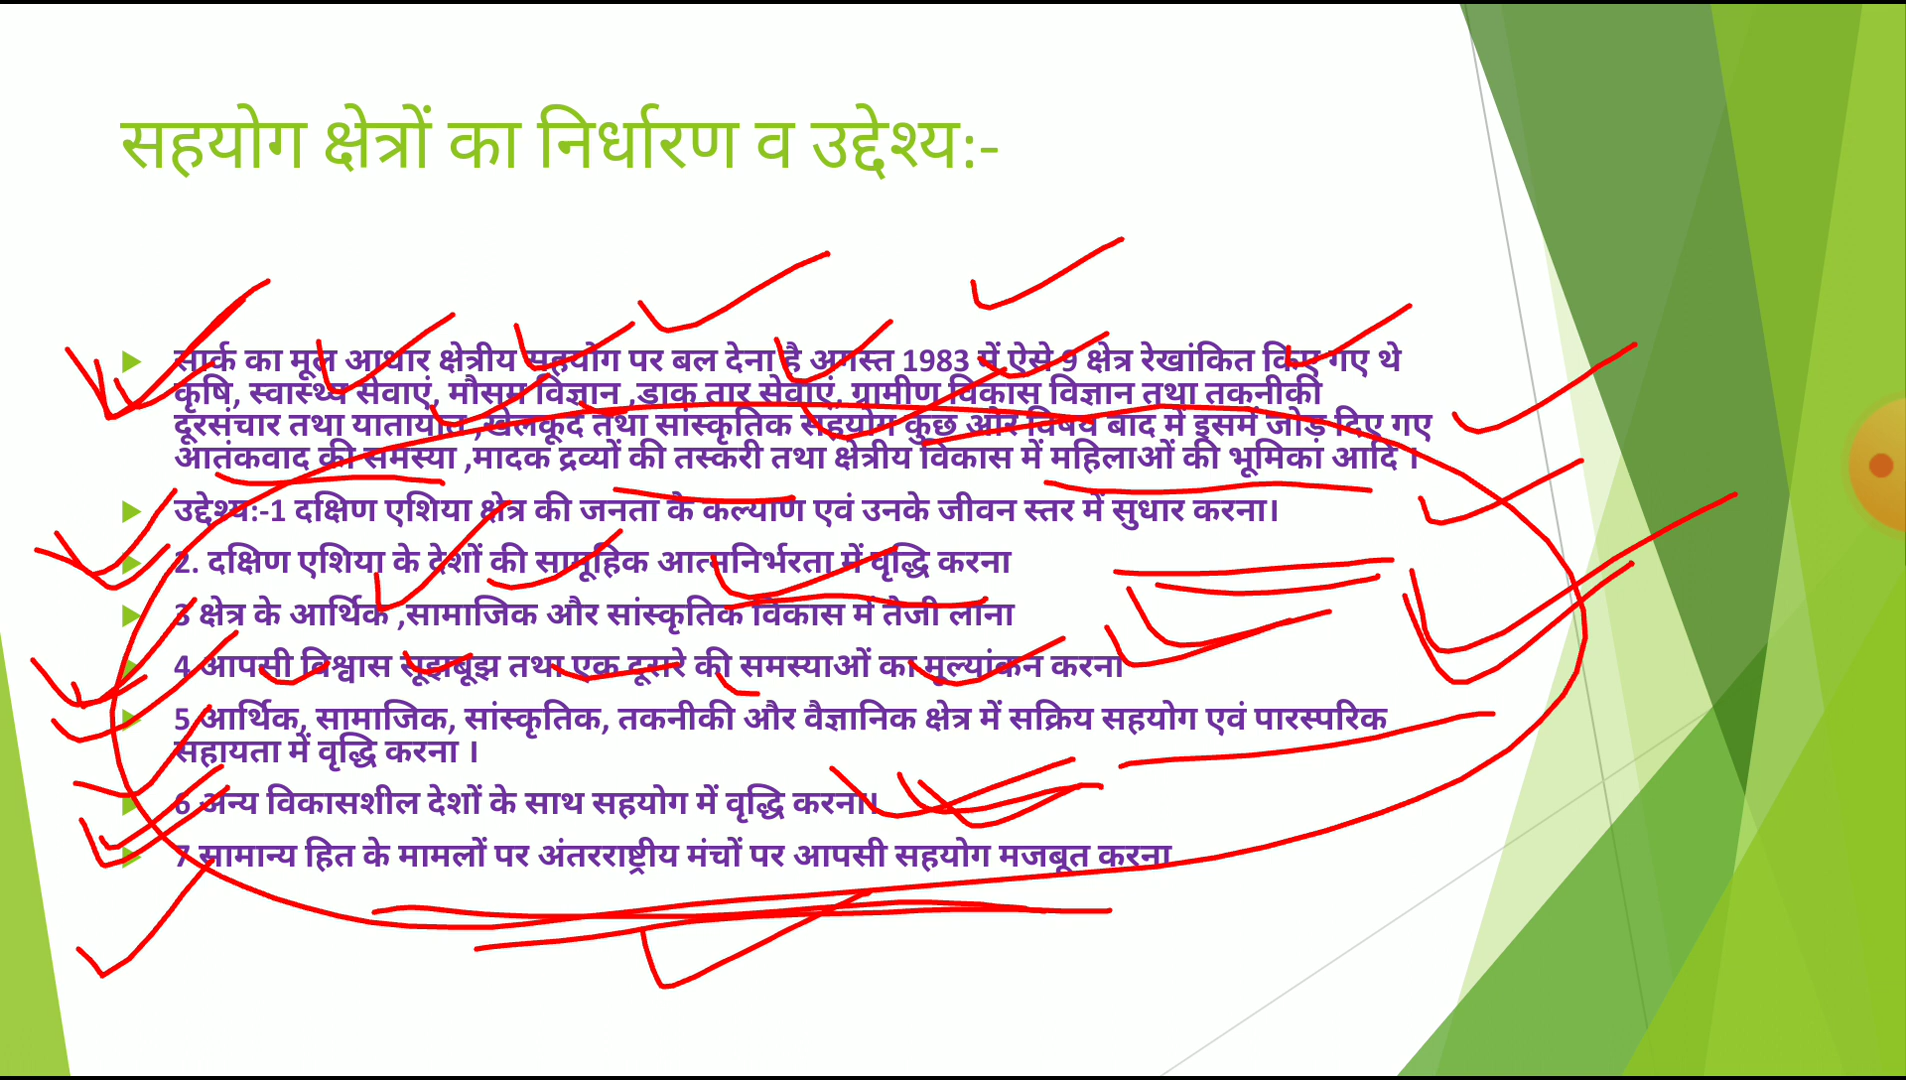 सहयोग क्षेत्रों का निर्धारण व उद्देश्य:-
सार्क का मूल आधार क्षेत्रीय सहयोग पर बल देना है अगस्त 1983 में ऐसे 9 क्षेत्र रेखांकित किए गए थे
कृषि, स्वास्थ्य सेवाएं, मौसम विज्ञान ,डाक तार सेवाएं, ग्रामीण विकास विज्ञान तथा तकनीकी
दूरसंचार तथा यातायात ,खेलकूद तथा सांस्कृतिक सहयोग कुछ और विषय बाद में इसमें जोड़ दिए गए
आतंकवाद की समस्या ,मादक द्रव्यों की तस्करी तथा क्षेत्रीय विकास में महिलाओं की भूमिका आदि ।
उद्देश्य:-1 दक्षिण एशिया क्षेत्र की जनता के कल्याण एवं उनके जीवन स्तर में सुधार करना।
2. दक्षिण एशिया के देशों की सामूहिक आत्मनिर्भरता में वृद्धि करना
3 क्षेत्र के आर्थिक ,सामाजिक और सांस्कृतिक विकास में तेजी लाना
4 आपसी विश्वास सूझबूझ तथा एक दूसरे की समस्याओं का मूल्यांकन करना
5 आर्थिक, सामाजिक, सांस्कृतिक, तकनीकी और वैज्ञानिक क्षेत्र में सक्रिय सहयोग एवं पारस्परिक
सहायता में वृद्धि करना ।
6 अन्य विकासशील देशों के साथ सहयोग में वृद्धि करना।
7 सामान्य हित के मामलों पर अंतरराष्ट्रीय मंचों पर आपसी सहयोग मजबूत करना